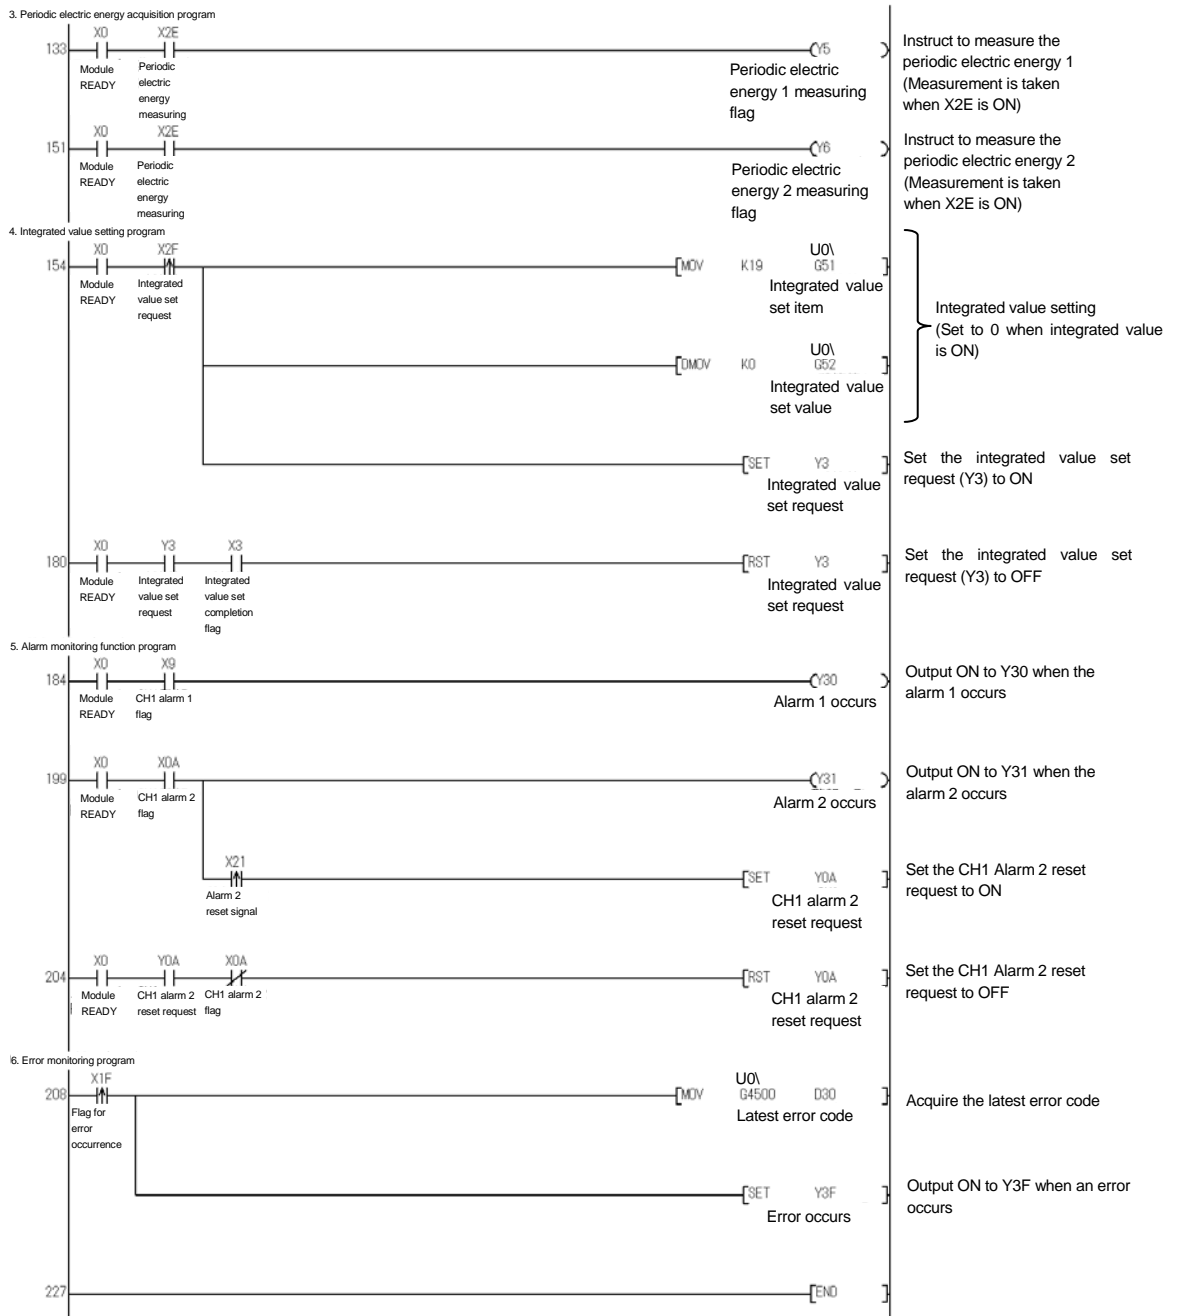 3. Periodic electric energy acquisition program
X0 X2E
133 Y5
Module READY
Periodic electric energy measuring
Periodic electric energy 1 measuring flag
Instruct to measure the
periodic electric energy 1
(Measurement is taken
when X2E is ON)
X0 X2E
151 Y6
Module READY
Periodic electric energy measuring
Periodic electric energy 2 measuring flag
Instruct to measure the
periodic electric energy 2
(Measurement is taken
when X2E is ON)
4. Integrated value setting program
X0 X2F U0\
154 MOV K19 G51
Module READY
Integrated value set request
Integrated value set item
U0\
DMOV K0 G52
Integrated value set value
Integrated value setting
(Set to 0 when integrated value
is ON)
SET Y3
Integrated value set request
Set the integrated value set
request (Y3) to ON
X0 Y3 X3
180 RST Y3
Module READY
Integrated value set request
Integrated value set completion flag
Integrated value set request
Set the integrated value set
request (Y3) to OFF
5. Alarm monitoring function program
X0 X9
184 Y30
Module READY
CH1 alarm 1 flag
Alarm 1 occurs
Output ON to Y30 when the
alarm 1 occurs
X0 X0A
199 Y31
Module READY
CH1 alarm 2 flag
Alarm 2 occurs
Output ON to Y31 when the
alarm 2 occurs
X21
SET Y0A
Alarm 2 reset signal
CH1 alarm 2 reset request
Set the CH1 Alarm 2 reset
request to ON
X0 Y0A X0A
204 RST Y0A
Module READY
CH1 alarm 2 reset request
CH1 alarm 2 flag
CH1 alarm 2 reset request
Set the CH1 Alarm 2 reset
request to OFF
6. Error monitoring program
X1F U0\
208 MOV G4500 D30
Flag for error occurrence
Latest error code
Acquire the latest error code
SET Y3F
Error occurs
Output ON to Y3F when an error
occurs
227 END